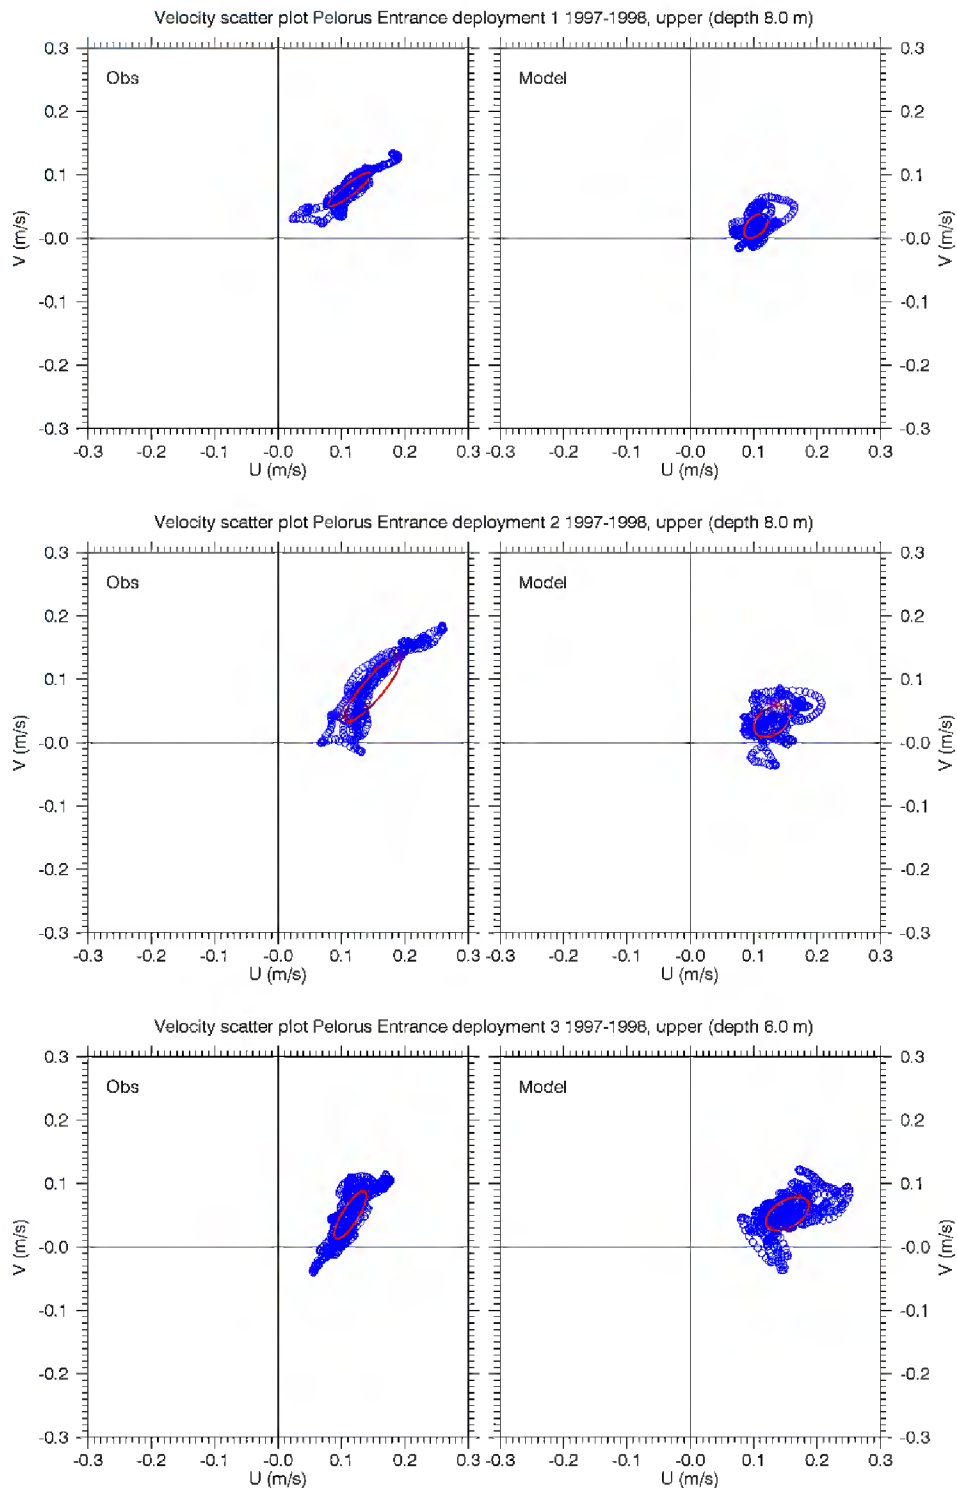 Velocity scatter plot Pelorus Entrance deployment 1 1997-1998, upper (depth 8.0 m)
0.3 0.3
Obs Model
0.2 0.2
0.1 0.1
-0.0 -0.0
V (m/s) V (m/s)
-0.1 -0.1
-0.2 -0.2
-0.3 -0.3
-0.3 -0.2 -0.1 -0.0 0.1 0.2 0.3 -0.3 -0.2 -0.1 -0.0 0.1 0.2 0.3
U (m/s) U (m/s)
Velocity scatter plot Pelorus Entrance deployment 2 1997-1998, upper (depth 8.0 m)
0.3 0.3
Obs Model
0.2 0.2
0.1 0.1
-0.0 -0.0
V (m/s) V (m/s)
-0.1 -0.1
-0.2 -0.2
-0.3 -0.3
-0.3 -0.2 -0.1 -0.0 0.1 0.2 0.3 -0.3 -0.2 -0.1 -0.0 0.1 0.2 0.3
U (m/s) U (m/s)
Velocity scatter plot Pelorus Entrance deployment 3 1997-1998, upper (depth 6.0 m)
0.3 0.3
Obs Model
0.2 0.2
0.1 0.1
-0.0 -0.0
V (m/s) V (m/s)
-0.1 -0.1
-0.2 -0.2
-0.3 -0.3
-0.3 -0.2 -0.1 -0.0 0.1 0.2 0.3 -0.3 -0.2 -0.1 -0.0 0.1 0.2 0.3
U (m/s) U (m/s)